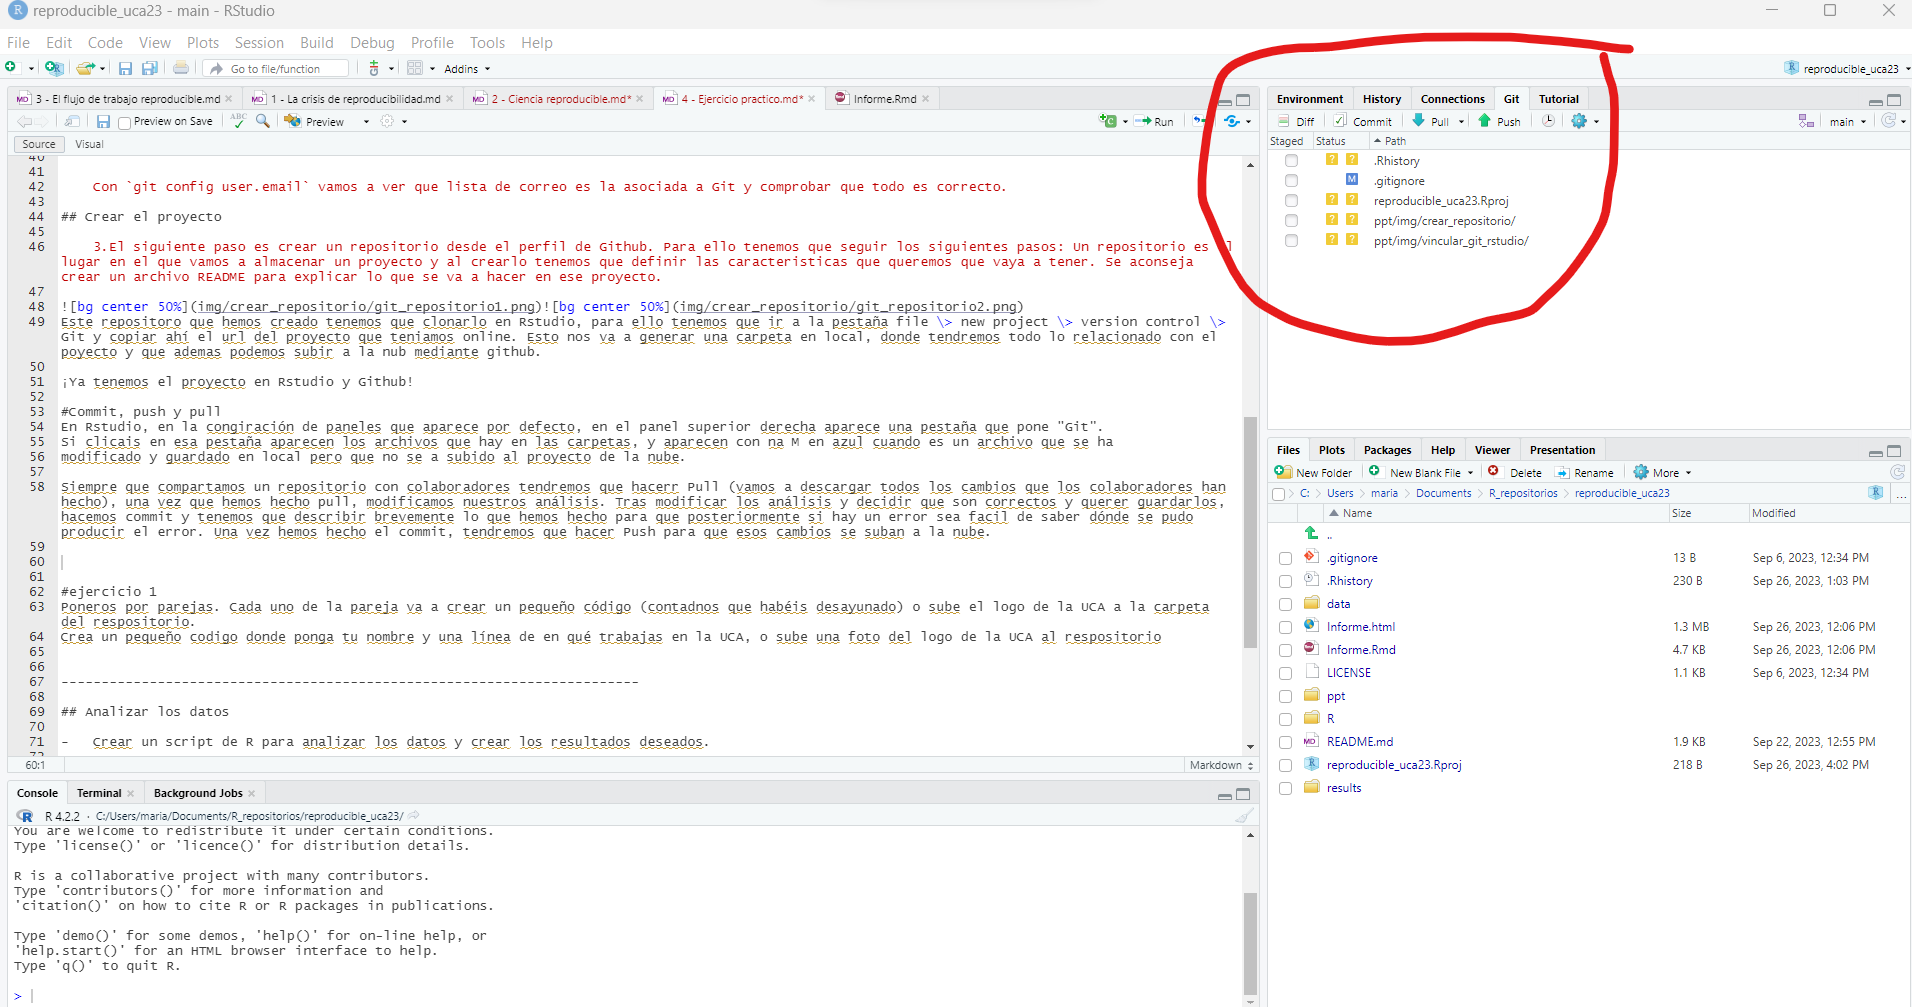 reproducible_uca23 - main - RStudio
File Edit Code View Plots Session Build Debug Profile Tools Help
Go to file/function
Addins
reproducible_uca23
3 - El flujo de trabajo reproducible.md
1 - La crisis de reproducibilidad.md
2 - Ciencia reproducible.md*
4 - Ejercicio practico.md*
Informe.Rmd
Preview on Save
ABC
Preview
Run
Source Visual
40
41
42 Con `git config user.email` vamos a ver que lista de correo es la asociada a Git y comprobar que todo es correcto.
43
44 ## Crear el proyecto
45
46 3.El siguiente paso es crear un repositorio desde el perfil de Github. Para ello tenemos que seguir los siguientes pasos: Un repositorio es
lugar en el que vamos a almacenar un proyecto y al crearlo tenemos que definir las caracteristicas que queremos que vaya a tener. Se aconseja
crear un archivo README para explicar lo que se va a hacer en ese proyecto.
47
48 ![bg center 50%](img/crear_repositorio/git_repositorio1.png)![bg center 50%](img/crear_repositorio/git_repositorio2.png)
49 Este repositoro que hemos creado tenemos que clonarlo en Rstudio, para ello tenemos que ir a la pestaña file \> new project \> version control \>
Git y copiar ahí el url del proyecto que teniamos online. Esto nos va a generar una carpeta en local, donde tendremos todo lo relacionado con el
poyecto y que ademas podemos subir a la nub mediante github.
50
51 ¡Ya tenemos el proyecto en Rstudio y Github!
52
53 #Commit, push y pull
54 En Rstudio, en la congiración de paneles que aparece por defecto, en el panel superior derecha aparece una pestaña que pone "Git".
55 Si clicais en esa pestaña aparecen los archivos que hay en las carpetas, y aparecen con na M en azul cuando es un archivo que se ha
56 modificado y guardado en local pero que no se a subido al proyecto de la nube.
57
58 Siempre que compartamos un repositorio con colaboradores tendremos que hacerr Pull (vamos a descargar todos los cambios que los colaboradores han
hecho), una vez que hemos hecho pull, modificamos nuestros análisis. Tras modificar los análisis y decidir que son correctos y querer guardarlos,
hacemos commit y tenemos que describir brevemente lo que hemos hecho para que posteriormente si hay un error sea facil de saber dónde se pudo
producir el error. Una vez hemos hecho el commit, tendremos que hacer Push para que esos cambios se suban a la nube.
59
60
61
62 #ejercicio 1
63 Poneros por parejas. Cada uno de la pareja va a crear un pequeño código (contadnos que habéis desayunado) o sube el logo de la UCA a la carpeta
del respositorio.
64 Crea un pequeño codigo donde ponga tu nombre y una línea de en qué trabajas en la UCA, o sube una foto del logo de la UCA al respositorio
65
66
67 ------------------------------------------------------------------------
68
69 ## Analizar los datos
70
71 - Crear un script de R para analizar los datos y crear los resultados deseados.
72
60:1
Markdown
Console Terminal Background Jobs
R 4.2.2 · C:/Users/maria/Documents/R_repositorios/reproducible_uca23/
You are welcome to redistribute it under certain conditions.
Type 'license()' or 'licence()' for distribution details.
R is a collaborative project with many contributors.
Type 'contributors()' for more information and
'citation()' on how to cite R or R packages in publications.
Type 'demo()' for some demos, 'help()' for on-line help, or
'help.start()' for an HTML browser interface to help.
Type 'q()' to quit R.
>
Environment History Connections Git Tutorial
Diff Commit Pull Push main
Staged Status Path
? ? .Rhistory
M .gitignore
? ? reproducible_uca23.Rproj
? ? ppt/img/crear_repositorio/
? ? ppt/img/vincular_git_rstudio/
Files Plots Packages Help Viewer Presentation
New Folder New Blank File Delete Rename More
C: Users maria Documents R_repositorios reproducible_uca23 ...
Name Size Modified
..
.gitignore 13 B Sep 6, 2023, 12:34 PM
.Rhistory 230 B Sep 26, 2023, 1:03 PM
data
Informe.html 1.3 MB Sep 26, 2023, 12:06 PM
Informe.Rmd 4.7 KB Sep 26, 2023, 12:06 PM
LICENSE 1.1 KB Sep 6, 2023, 12:34 PM
ppt
R
README.md 1.9 KB Sep 22, 2023, 12:55 PM
reproducible_uca23.Rproj 218 B Sep 26, 2023, 4:02 PM
results